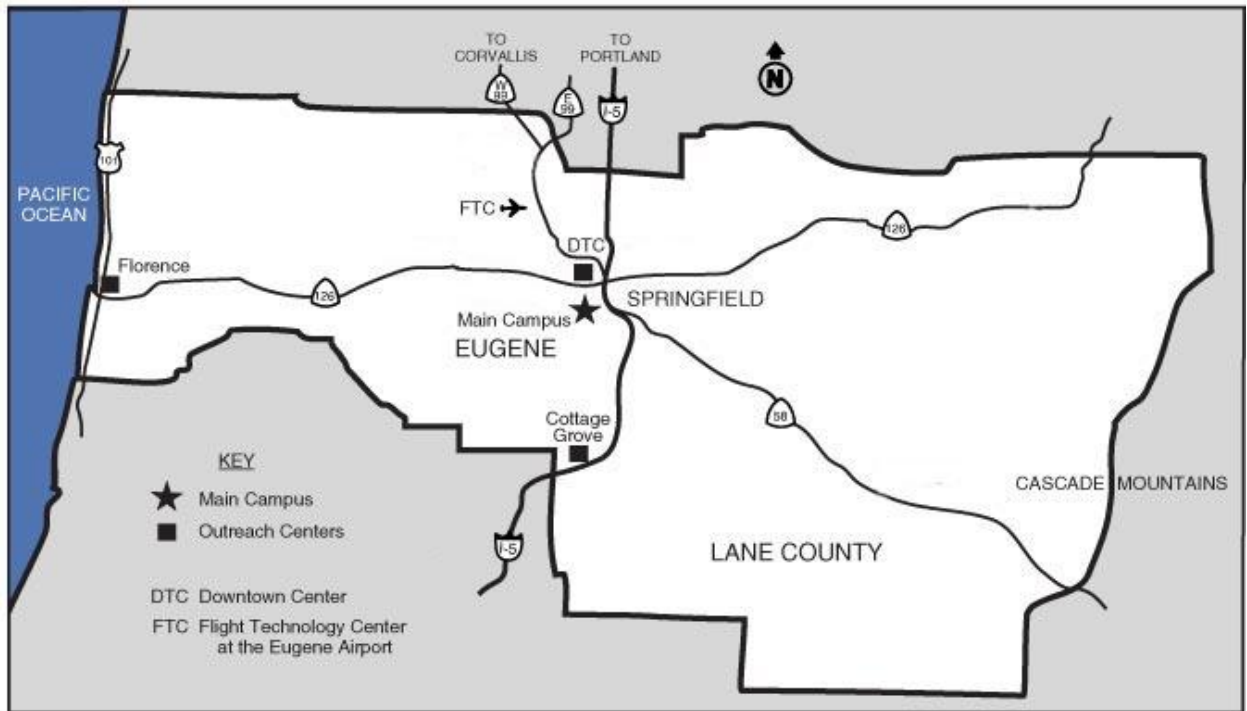 TO
CORVALLIS
TO
PORTLAND
N
W
99
E
99
I-5
101
PACIFIC
OCEAN
FTC
126
DTC
Florence
126
SPRINGFIELD
Main Campus
EUGENE
58
Cottage
Grove
KEY
Main Campus
CASCADE MOUNTAINS
Outreach Centers
I-5
LANE COUNTY
DTC Downtown Center
FTC Flight Technology Center
at the Eugene Airport